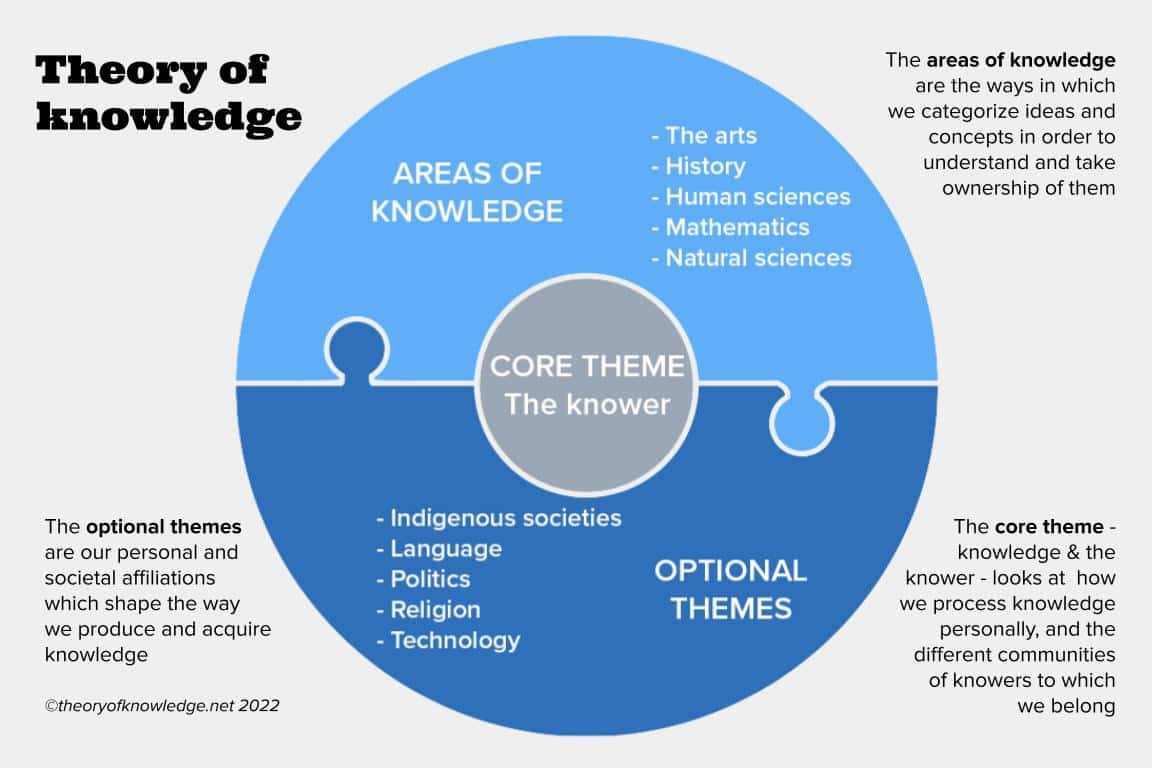 Theory of
knowledge
AREAS OF
KNOWLEDGE
- The arts
- History
- Human sciences
- Mathematics
- Natural sciences
The areas of knowledge
are the ways in which
we categorize ideas and
concepts in order to
understand and take
ownership of them
CORE THEME
The knower
- Indigenous societies
- Language
- Politics
- Religion
- Technology
OPTIONAL
THEMES
The optional themes
are our personal and
societal affiliations
which shape the way
we produce and acquire
knowledge
©theoryofknowledge.net 2022
The core theme -
knowledge & the
knower - looks at  how
we process knowledge
personally, and the
different communities
of knowers to which
we belong